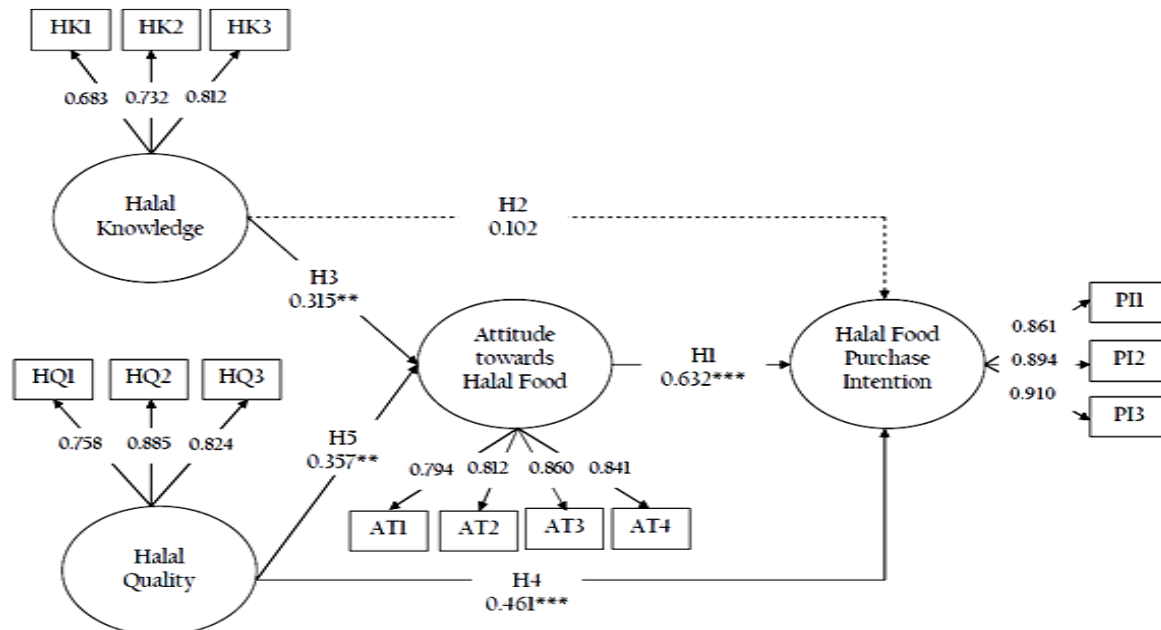 HK1 HK2 HK3
0.683 0.732 0.812
Halal
Knowledge
H2
0.102
H3
0.315**
Attitude
towards
Halal Food
H1
0.632***
Halal Food
Purchase
Intention
0.861
0.894
0.910
PI1
PI2
PI3
HQ1 HQ2 HQ3
0.758 0.885 0.824
H5
0.357**
0.794 0.812 0.860 0.841
AT1 AT2 AT3 AT4
Halal
Quality
H4
0.461***